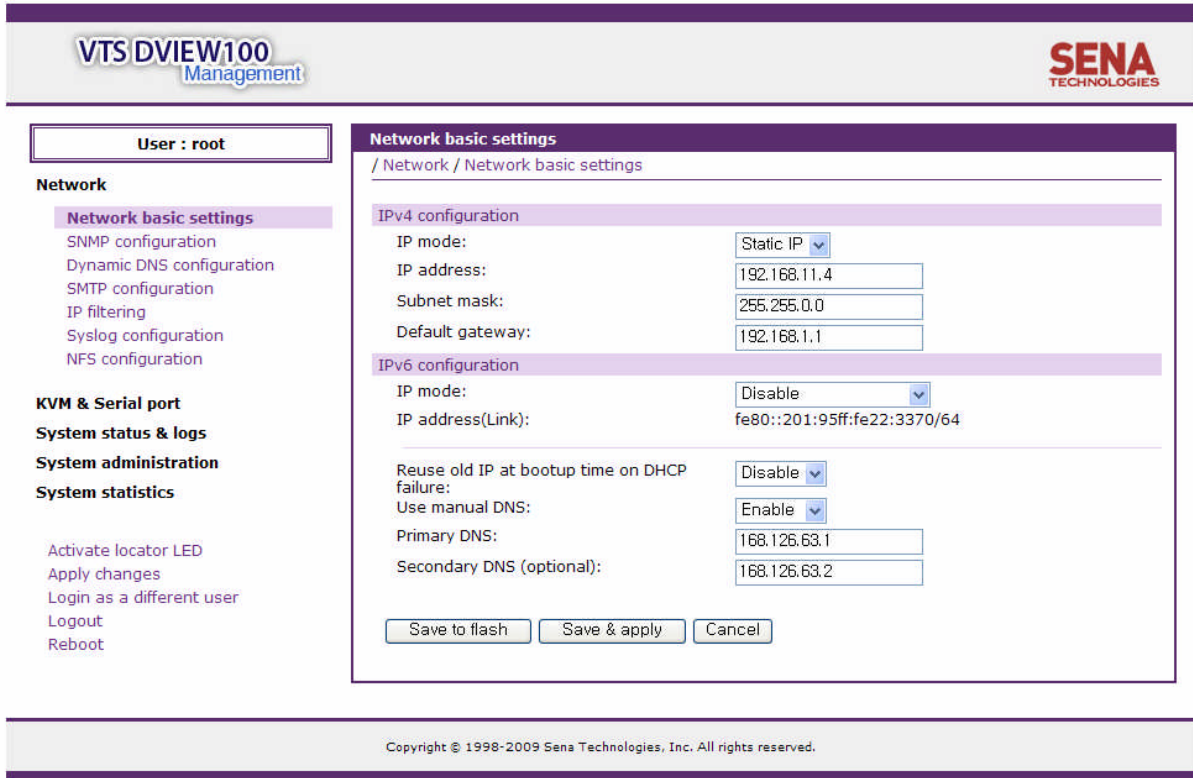 VTS DVIEW100
Management
SENA
TECHNOLOGIES
User : root
Network
Network basic settings
SNMP configuration
Dynamic DNS configuration
SMTP configuration
IP filtering
Syslog configuration
NFS configuration
KVM & Serial port
System status & logs
System administration
System statistics
Activate locator LED
Apply changes
Login as a different user
Logout
Reboot
Network basic settings
/ Network / Network basic settings
IPv4 configuration
IP mode: Static IP
IP address: 192.168.11.4
Subnet mask: 255.255.0.0
Default gateway: 192.168.1.1
IPv6 configuration
IP mode: Disable
IP address(Link): fe80::201:95ff:fe22:3370/64
Reuse old IP at bootup time on DHCP Disable
failure:
Use manual DNS: Enable
Primary DNS: 168.126.63.1
Secondary DNS (optional): 168.126.63.2
Save to flash Save & apply Cancel
Copyright © 1998-2009 Sena Technologies, Inc. All rights reserved.